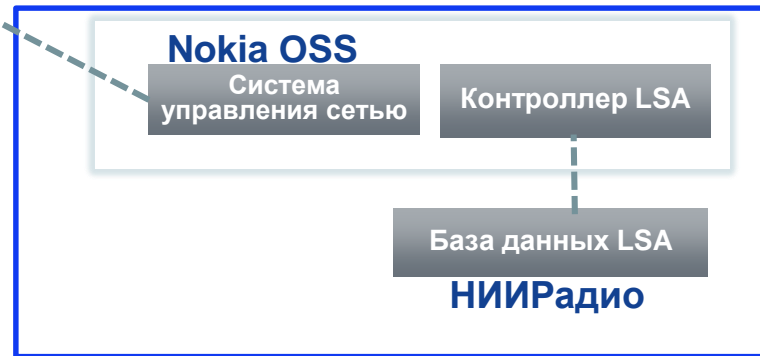 Nokia OSS
Система
управления сетью
Контроллер LSA
База данных LSA
НИИРадио